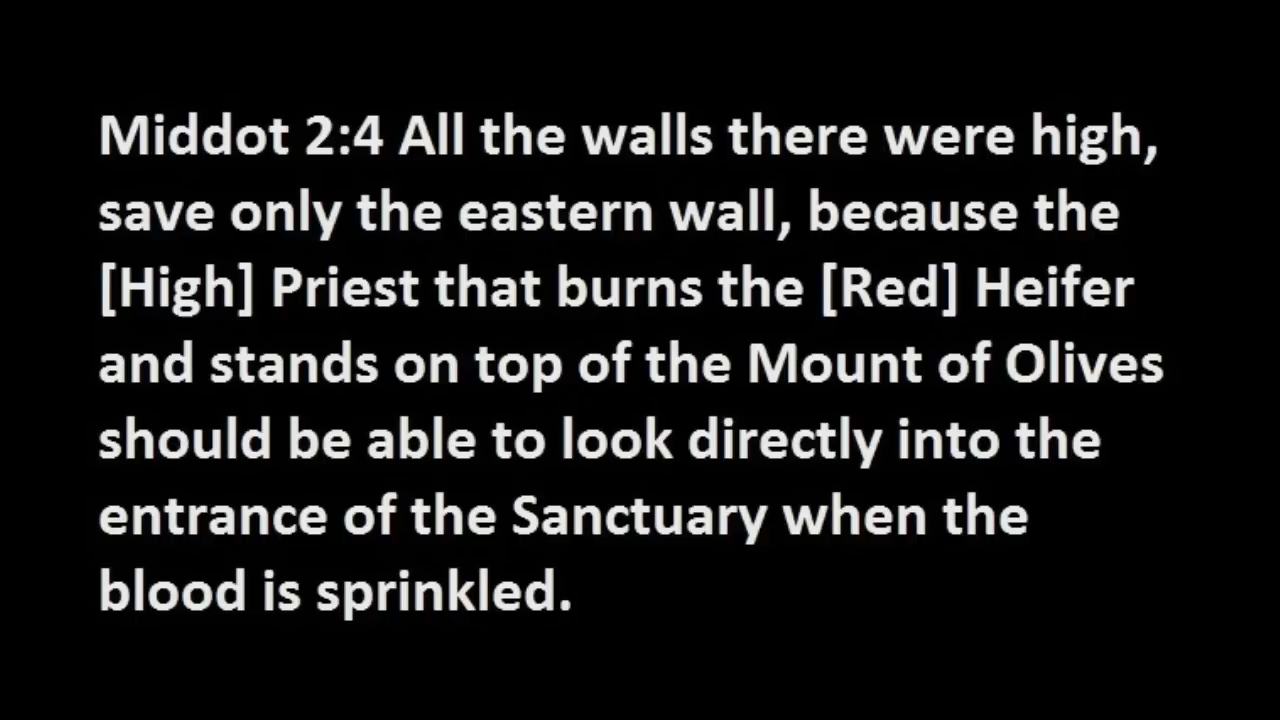 Middot 2:4 All the walls there were high,
save only the eastern wall, because the
[High] Priest that burns the [Red] Heifer
and stands on top of the Mount of Olives
should be able to look directly into the
entrance of the Sanctuary when the
blood is sprinkled.